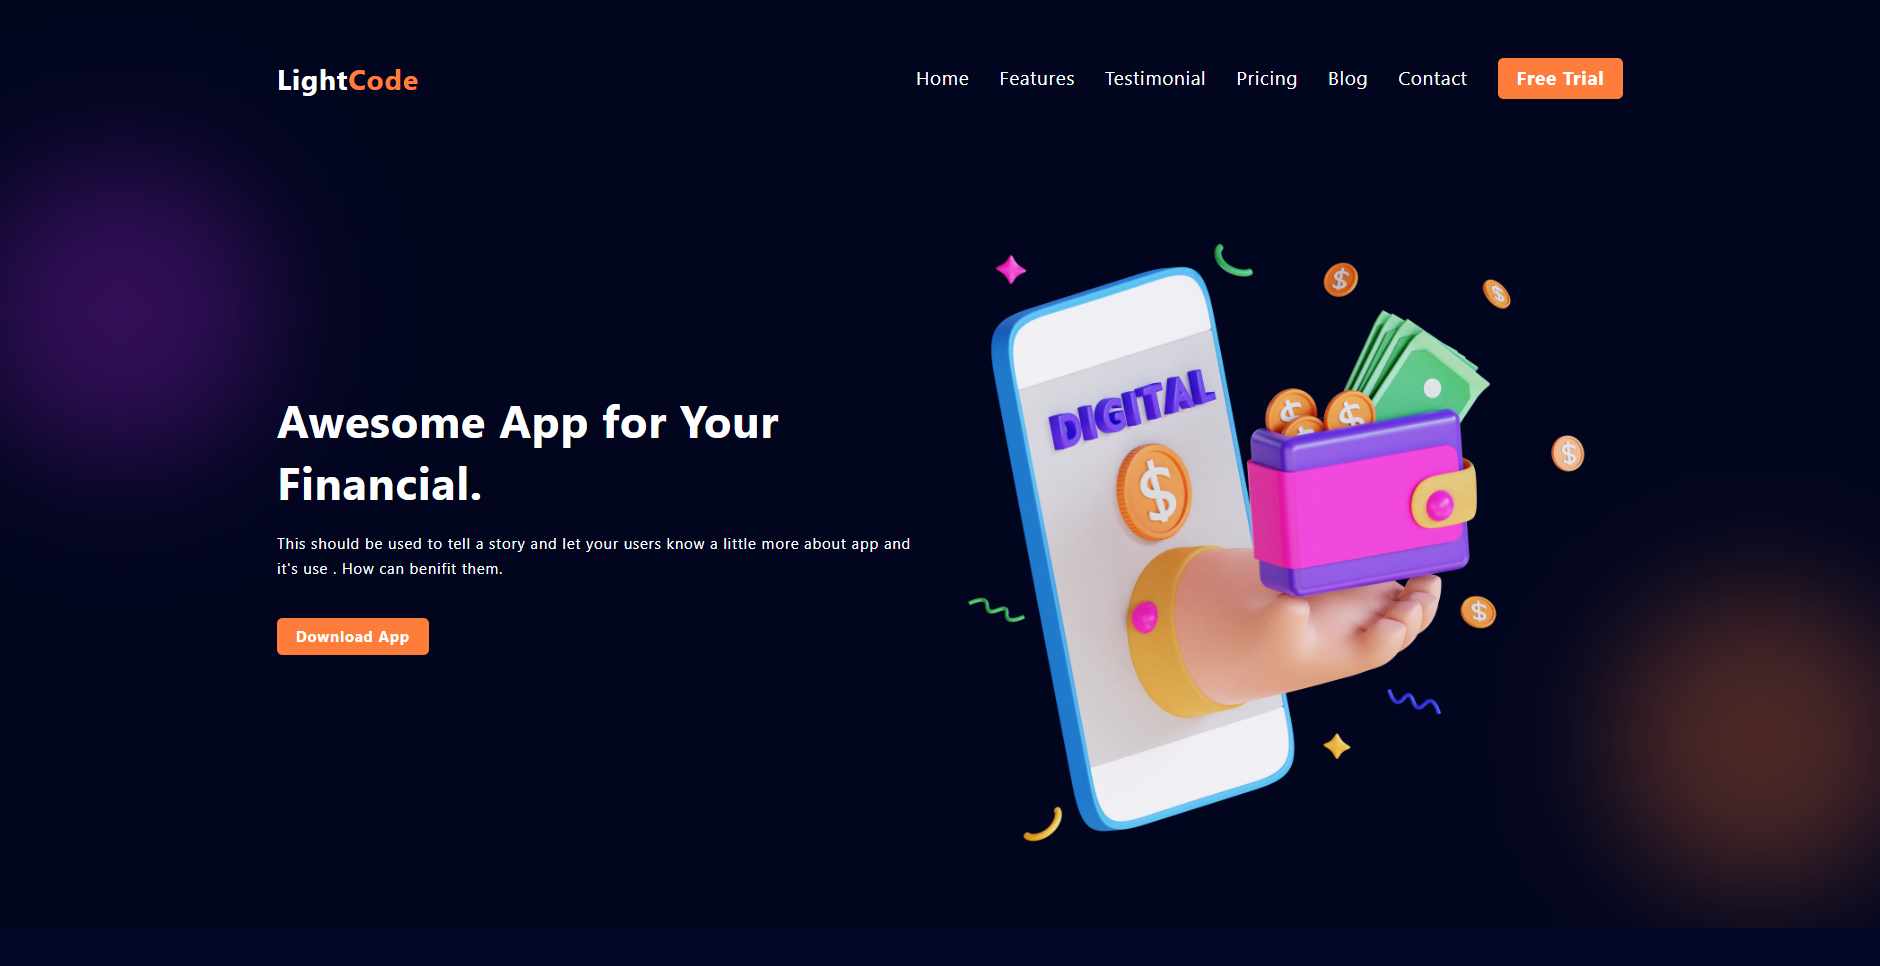 LightCode
Home Features Testimonial Pricing Blog Contact Free Trial
Awesome App for Your
Financial.
This should be used to tell a story and let your users know a little more about app and
it's use . How can benifit them.
Download App
DIGITAL
$
$
$
$
$
$
$